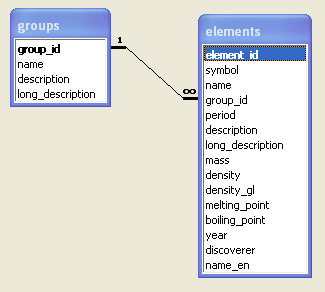 groups
group_id
name
description
long_description
1
∞
elements
element_id
symbol
name
group_id
period
description
long_description
mass
density
density_gl
melting_point
boiling_point
year
discoverer
name_en